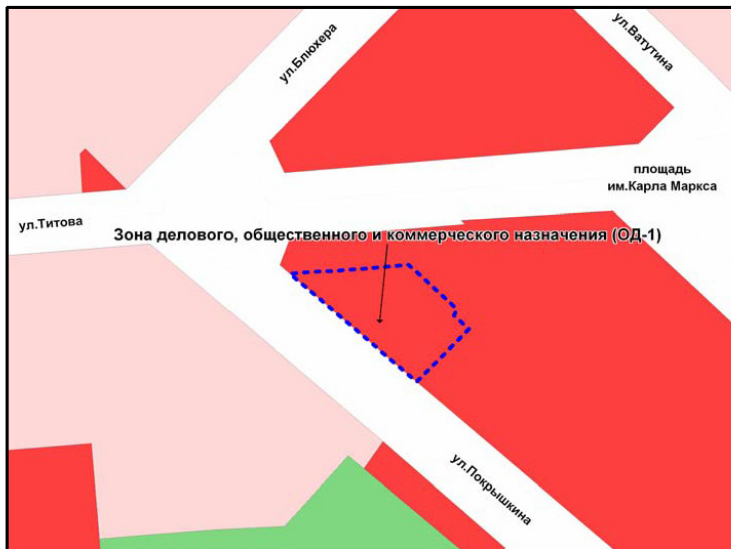 ул.Блюхера
ул.Ватутина
площадь
им.Карла Маркса
ул.Титова
Зона делового, общественного и коммерческого назначения (ОД-1)
ул.Покрышкина